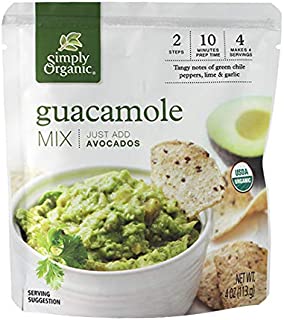 Simply
Organic®
2
STEPS
10
MINUTES
PREP TIME
4
MAKES 4
SERVINGS
Tangy notes of green chile
peppers, lime & garlic
guacamole
MIX
JUST ADD
AVOCADOS
USDA
ORGANIC
SERVING
SUGGESTION
NET WT.
4 OZ (113 g)